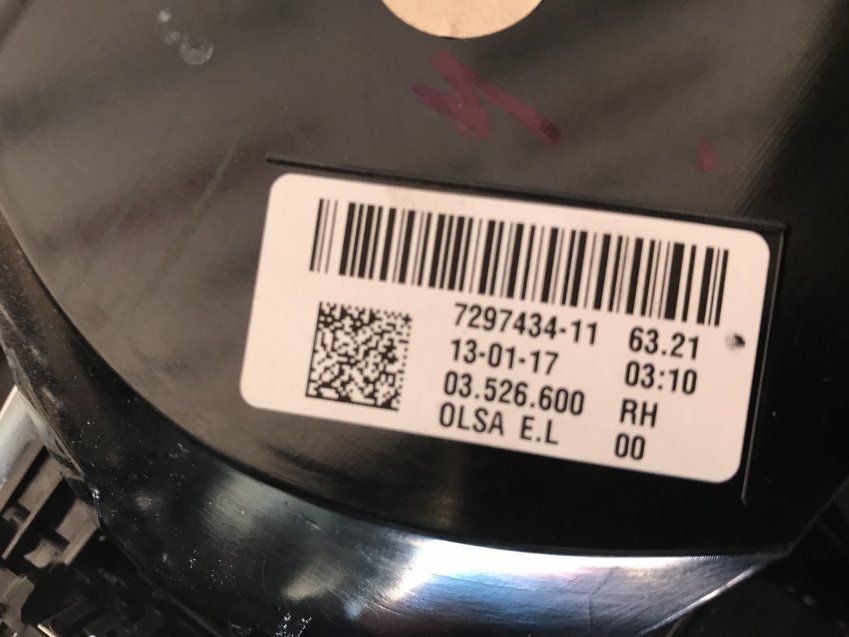 7297434-11 63.21
13-01-17 03:10
03.526.600 RH
OLSA E.L 00